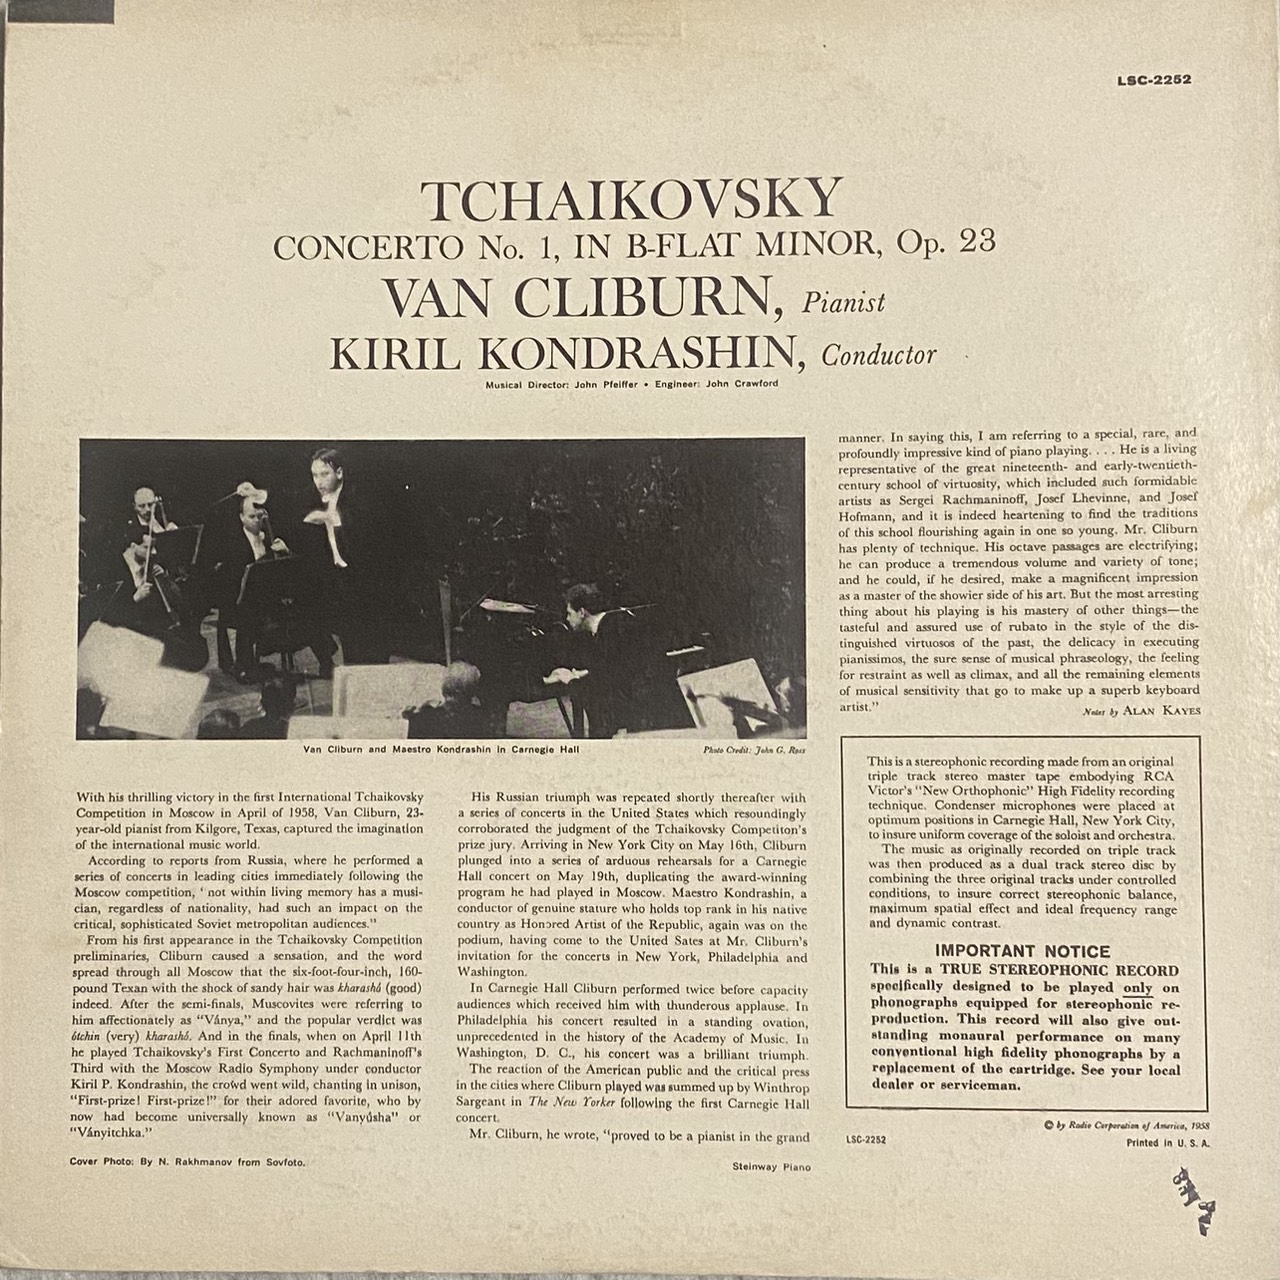 LSC-2252
TCHAIKOVSKY
CONCERTO No. 1, IN B-FLAT MINOR, Op. 23
VAN CLIBURN, Pianist
KIRIL KONDRASHIN, Conductor
Musical Director: John Pfeiffer • Engineer: John Crawford
Van Cliburn and Maestro Kondrashin in Carnegie Hall
Photo Credit: John G. Ross
With his thrilling victory in the first International Tchaikovsky
Competition in Moscow in April of 1958, Van Cliburn, 23-
year-old pianist from Kilgore, Texas, captured the imagination
of the international music world.
According to reports from Russia, where he performed a
series of concerts in leading cities immediately following the
Moscow competition, ‘ not within living memory has a musi-
cian, regardless of nationality, had such an impact on the
critical, sophisticated Soviet metropolitan audiences."
From his first appearance in the Tchaikovsky Competition
preliminaries, Cliburn caused a sensation, and the word
spread through all Moscow that the six-foot-four-inch, 160-
pound Texan with the shock of sandy hair was kharashó (good)
indeed. After the semi-finals, Muscovites were referring to
him affectionately as "Ványa," and the popular verdict was
ótchin (very) kharashó. And in the finals, when on April 11th
he played Tchaikovsky's First Concerto and Rachmaninoff's
Third with the Moscow Radio Symphony under conductor
Kiril P. Kondrashin, the crowd went wild, chanting in unison,
"First-prize! First-prize!" for their adored favorite, who by
now had become universally known as "Vanyúsha" or
"Ványitchka."
Cover Photo: By N. Rakhmanov from Sovfoto.
His Russian triumph was repeated shortly thereafter with
a series of concerts in the United States which resoundingly
corroborated the judgment of the Tchaikovsky Competiton's
prize jury. Arriving in New York City on May 16th, Cliburn
plunged into a series of arduous rehearsals for a Carnegie
Hall concert on May 19th, duplicating the award-winning
program he had played in Moscow. Maestro Kondrashin, a
conductor of genuine stature who holds top rank in his native
country as Honored Artist of the Republic, again was on the
podium, having come to the United Sates at Mr. Cliburn's
invitation for the concerts in New York, Philadelphia and
Washington.
In Carnegie Hall Cliburn performed twice before capacity
audiences which received him with thunderous applause. In
Philadelphia his concert resulted in a standing ovation,
unprecedented in the history of the Academy of Music. In
Washington, D. C., his concert was a brilliant triumph.
The reaction of the American public and the critical press
in the cities where Cliburn played was summed up by Winthrop
Sargeant in The New Yorker following the first Carnegie Hall
concert.
Mr. Cliburn, he wrote, "proved to be a pianist in the grand
Steinway Piano
manner. In saying this, I am referring to a special, rare, and
profoundly impressive kind of piano playing. . . . He is a living
representative of the great nineteenth- and early-twentieth-
century school of virtuosity, which included such formidable
artists as Sergei Rachmaninoff, Josef Lhevinne, and Josef
Hofmann, and it is indeed heartening to find the traditions
of this school flourishing again in one so young. Mr. Cliburn
has plenty of technique. His octave passages are electrifying;
he can produce a tremendous volume and variety of tone;
and he could, if he desired, make a magnificent impression
as a master of the showier side of his art. But the most arresting
thing about his playing is his mastery of other things—the
tasteful and assured use of rubato in the style of the dis-
tinguished virtuosos of the past, the delicacy in executing
pianissimos, the sure sense of musical phraseology, the feeling
for restraint as well as climax, and all the remaining elements
of musical sensitivity that go to make up a superb keyboard
artist."
Notes by ALAN KAYES
This is a stereophonic recording made from an original
triple track stereo master tape embodying RCA
Victor's "New Orthophonic" High Fidelity recording
technique. Condenser microphones were placed at
optimum positions in Carnegie Hall, New York City,
to insure uniform coverage of the soloist and orchestra.
The music as originally recorded on triple track
was then produced as a dual track stereo disc by
combining the three original tracks under controlled
conditions, to insure correct stereophonic balance,
maximum spatial effect and ideal frequency range
and dynamic contrast.
IMPORTANT NOTICE
This is a TRUE STEREOPHONIC RECORD
specifically designed to be played only on
phonographs equipped for stereophonic re-
production. This record will also give out-
standing monaural performance on many
conventional high fidelity phonographs by a
replacement of the cartridge. See your local
dealer or serviceman.
© by Radio Corporation of America, 1958
LSC-2252
Printed in U. S. A.